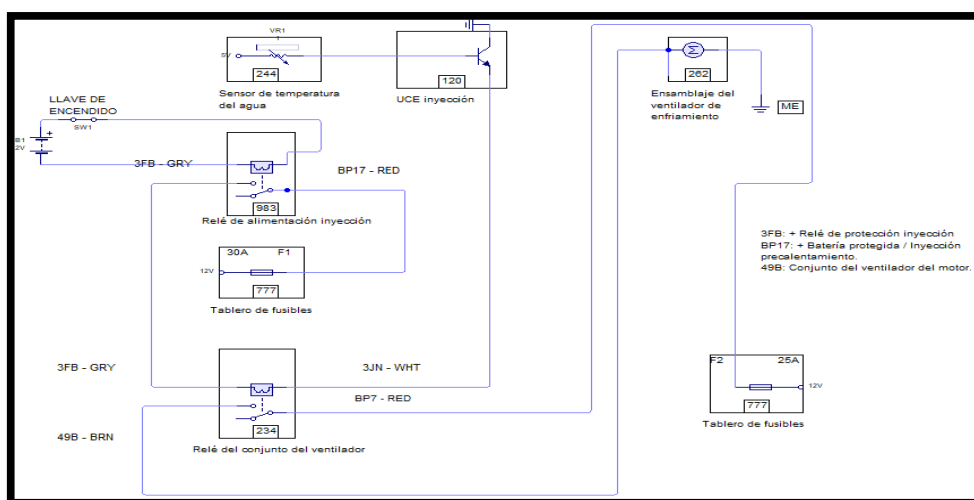 VR1
1
5V
244
Sensor de temperatura
del agua
120
UCE inyección
262
Ensamblaje del
ventilador de
enfriamiento
ME
LLAVE DE
ENCENDIDO
SW1
B1
2V
+
3FB - GRY
BP17 - RED
983
Relé de alimentación inyección
30A F1
12V
777
Tablero de fusibles
3FB: + Relé de protección inyección
BP17: + Batería protegida / Inyección
precalentamiento.
49B: Conjunto del ventilador del motor.
3FB - GRY
3JN - WHT
BP7 - RED
49B - BRN
234
Relé del conjunto del ventilador
F2 25A
12V
777
Tablero de fusibles